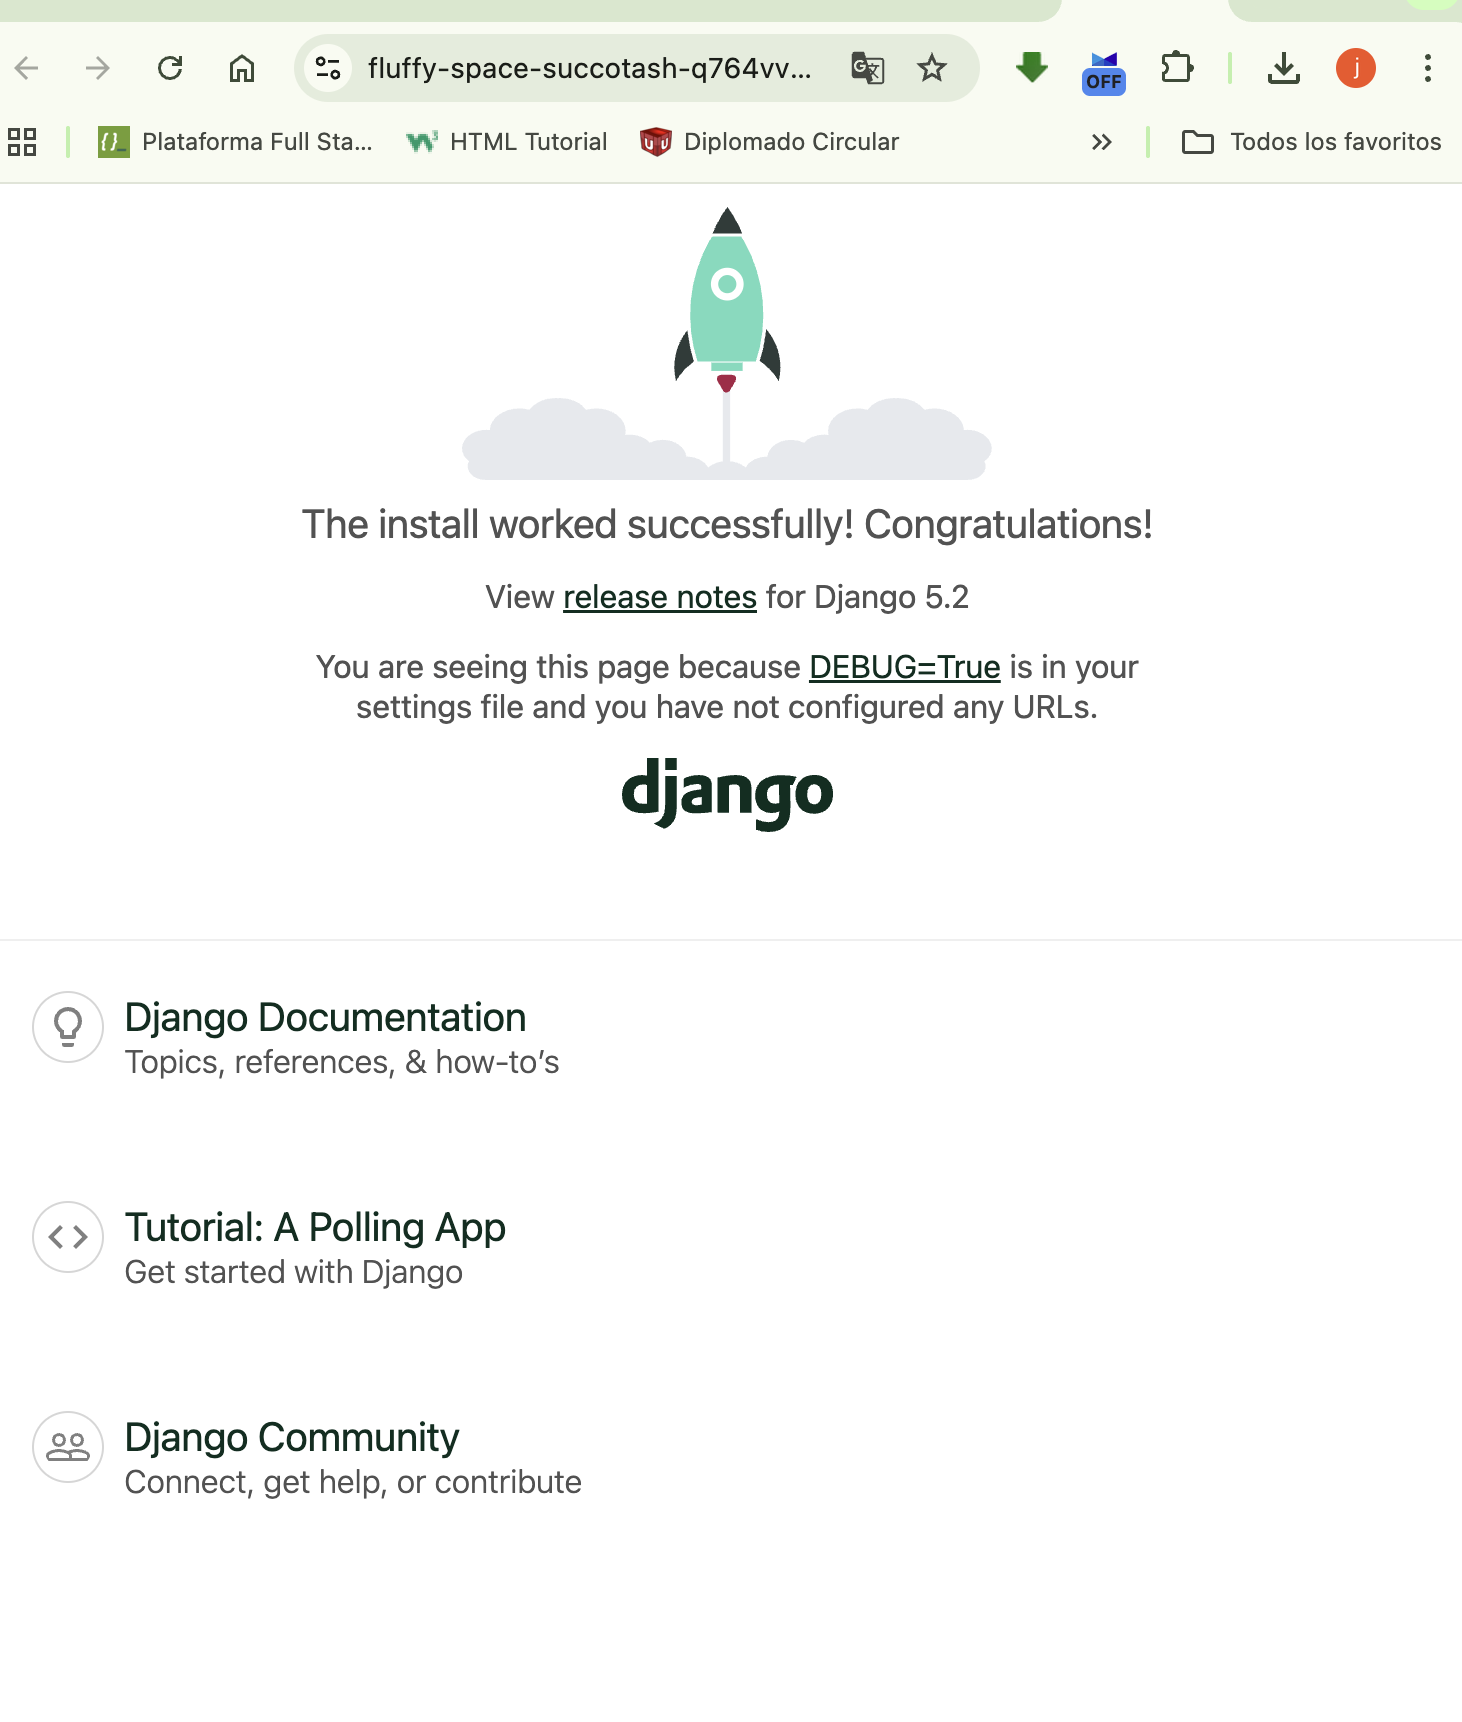 fluffy-space-succotash-q764vv...
OFF
j
{}_ Plataforma Full Sta...
W3 HTML Tutorial
Diplomado Circular
Todos los favoritos
The install worked successfully! Congratulations!
View release notes for Django 5.2
You are seeing this page because DEBUG=True is in your
settings file and you have not configured any URLs.
django
Django Documentation
Topics, references, & how-to’s
Tutorial: A Polling App
Get started with Django
Django Community
Connect, get help, or contribute